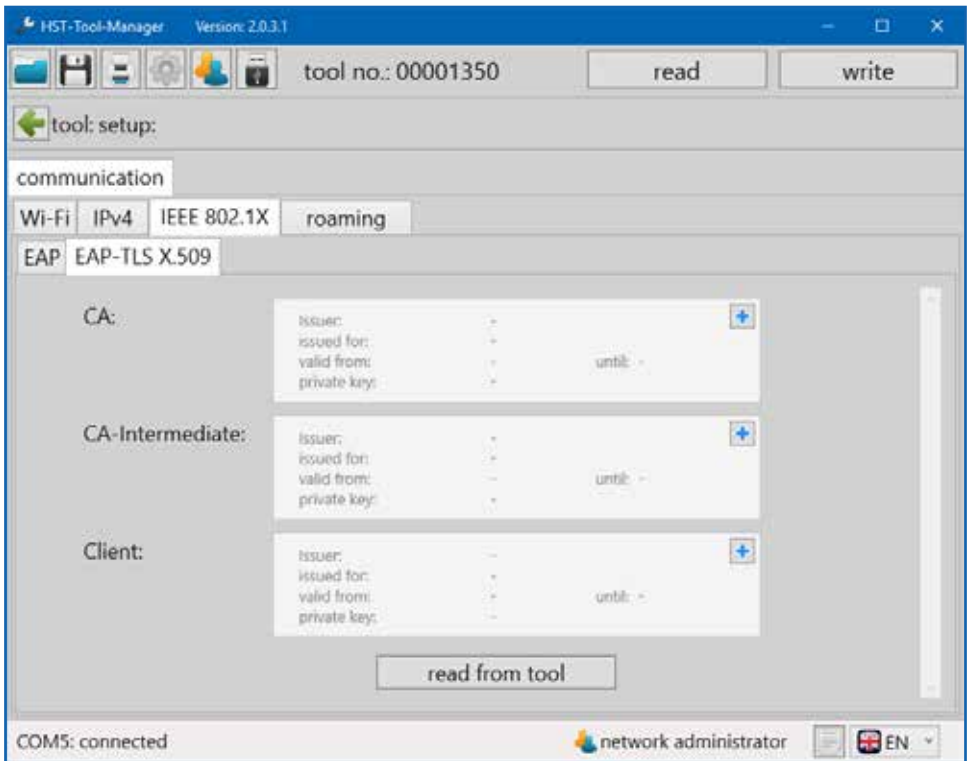 HST-Tool-Manager Version: 2.0.3.1
tool no.: 00001350 read write
tool: setup:
communication
Wi-Fi IPv4 IEEE 802.1X roaming
EAP EAP-TLS X.509
CA:
Issuer: -
issued for: -
valid from: - until: -
private key: -
CA-Intermediate:
Issuer: -
issued for: -
valid from: - until: -
private key: -
Client:
Issuer: -
issued for: -
valid from: - until: -
private key: -
read from tool
COM5: connected network administrator EN